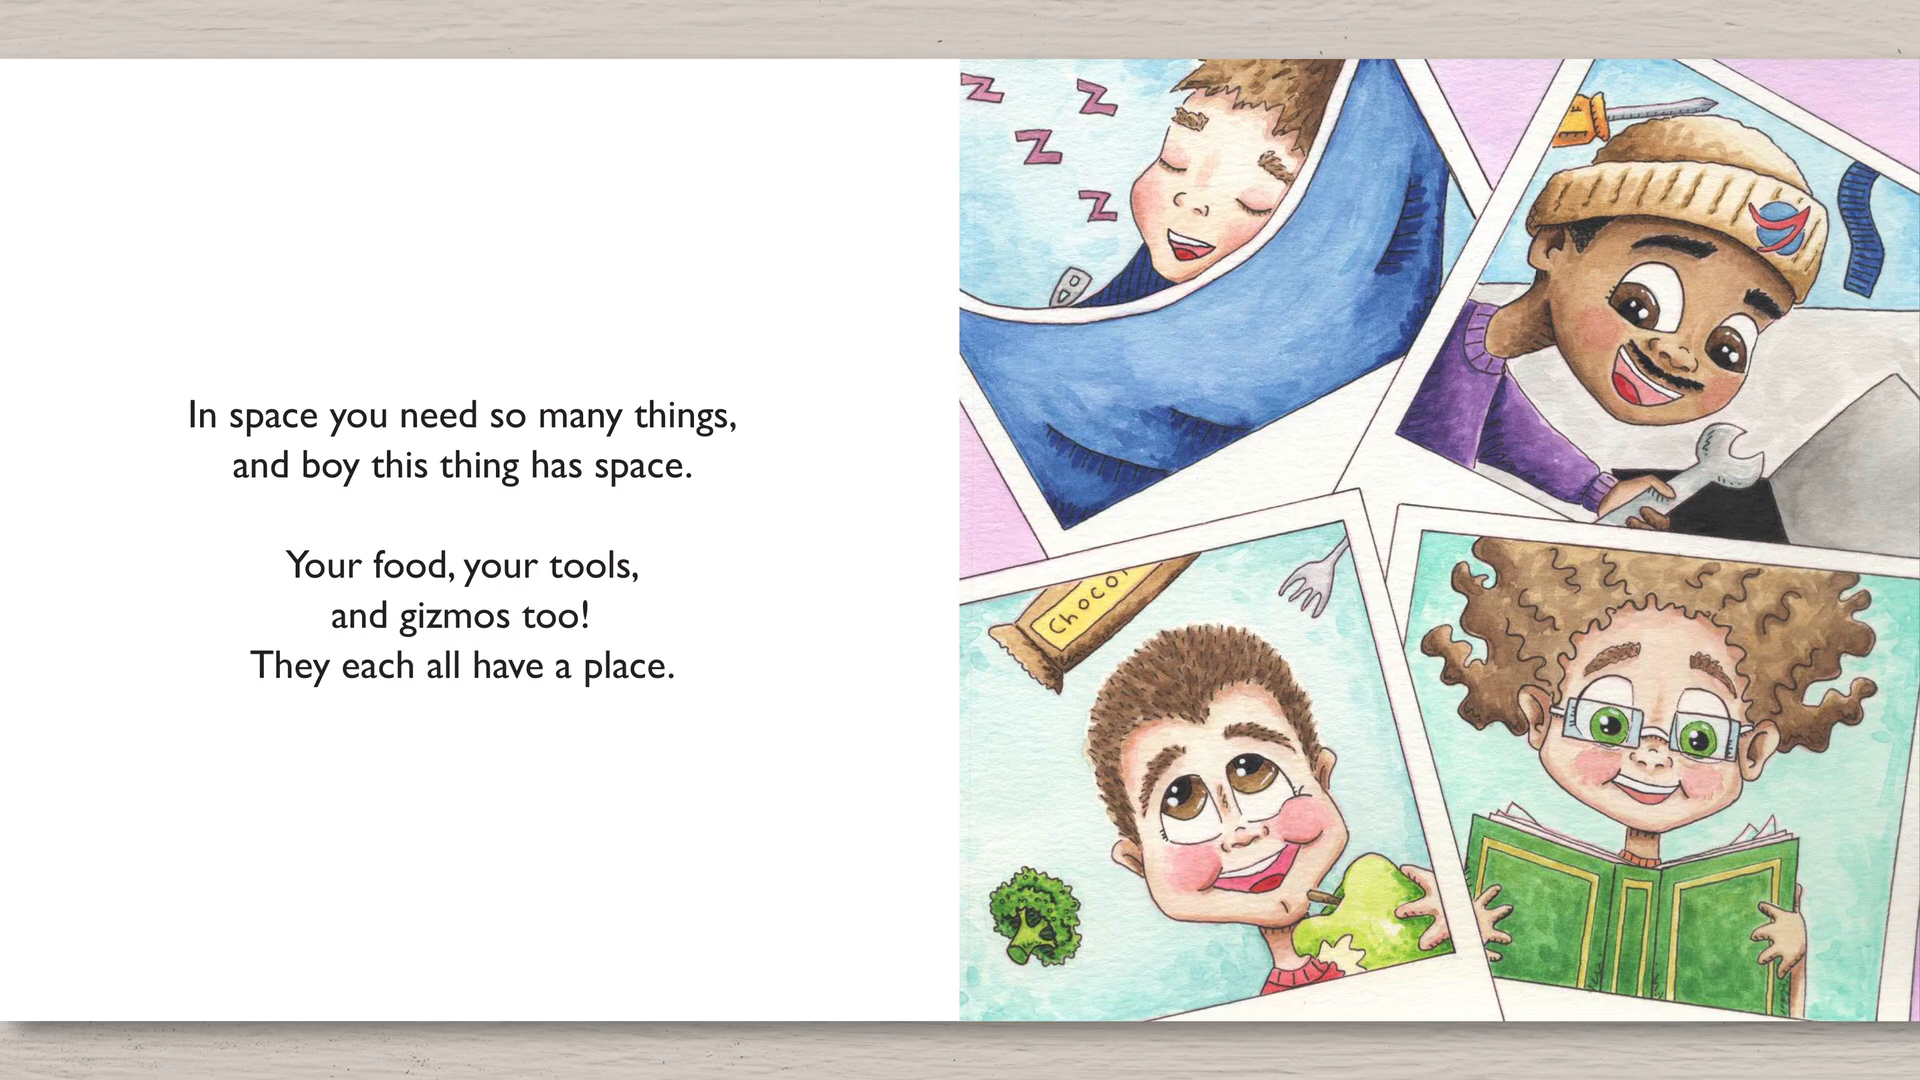 In space you need so many things,
and boy this thing has space.
Your food, your tools,
and gizmos too!
They each all have a place.
Z
Z
Z
Z